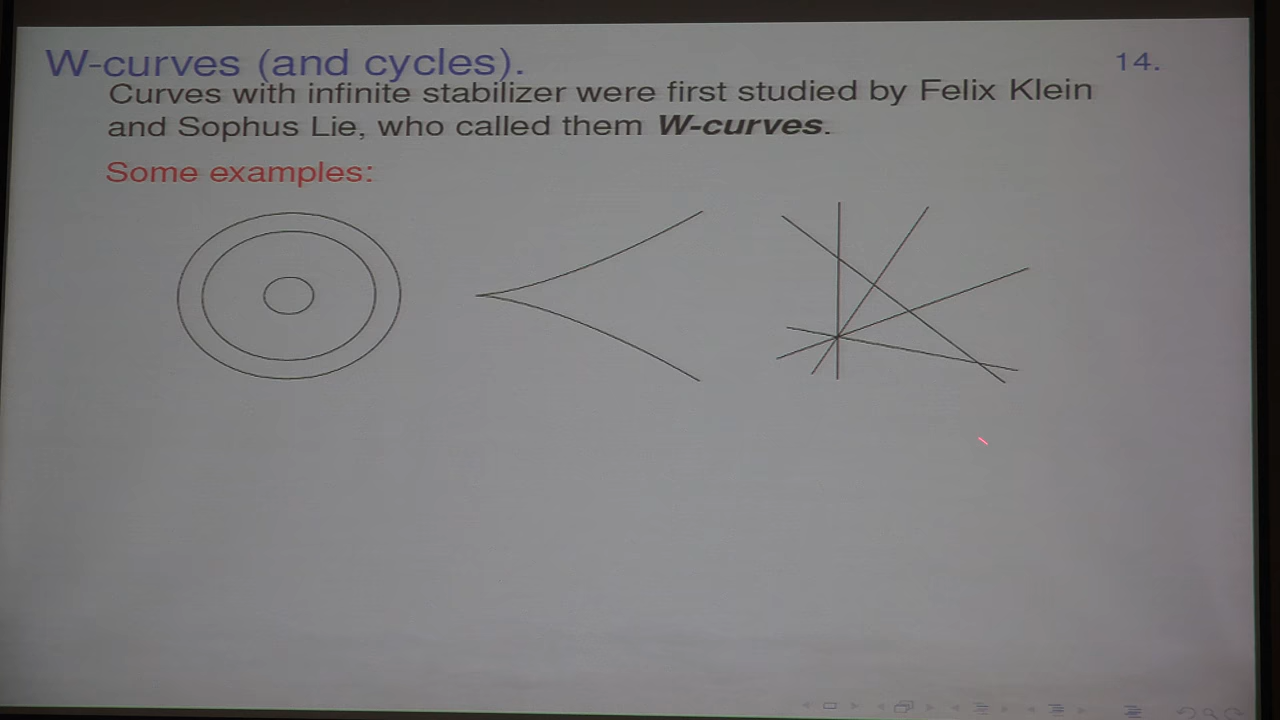 W-curves (and cycles).
14.
Curves with infinite stabilizer were first studied by Felix Klein
and Sophus Lie, who called them W-curves.
Some examples: